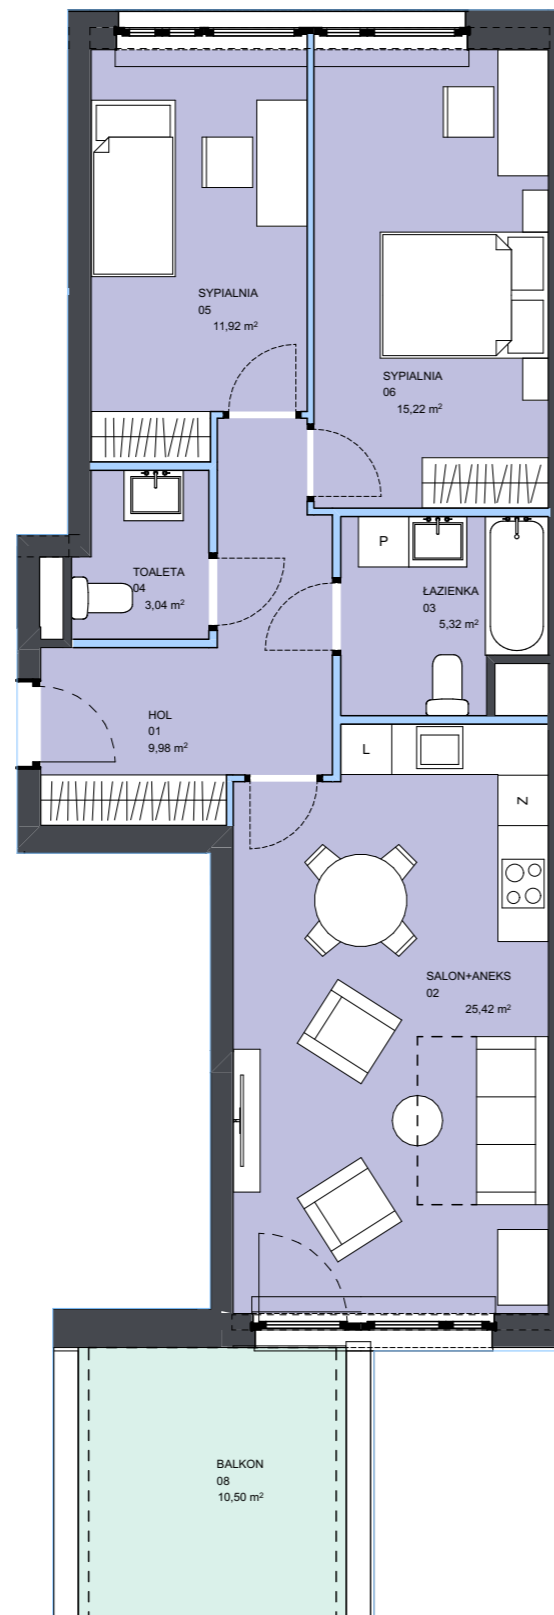 SYPIALNIA
05
11,92 m²
SYPIALNIA
06
15,22 m²
TOALETA
04
3,04 m²
P
ŁAZIENKA
03
5,32 m²
HOL
01
9,98 m²
L
Z
SALON+ANEKS
02
25,42 m²
BALKON
08
10,50 m²